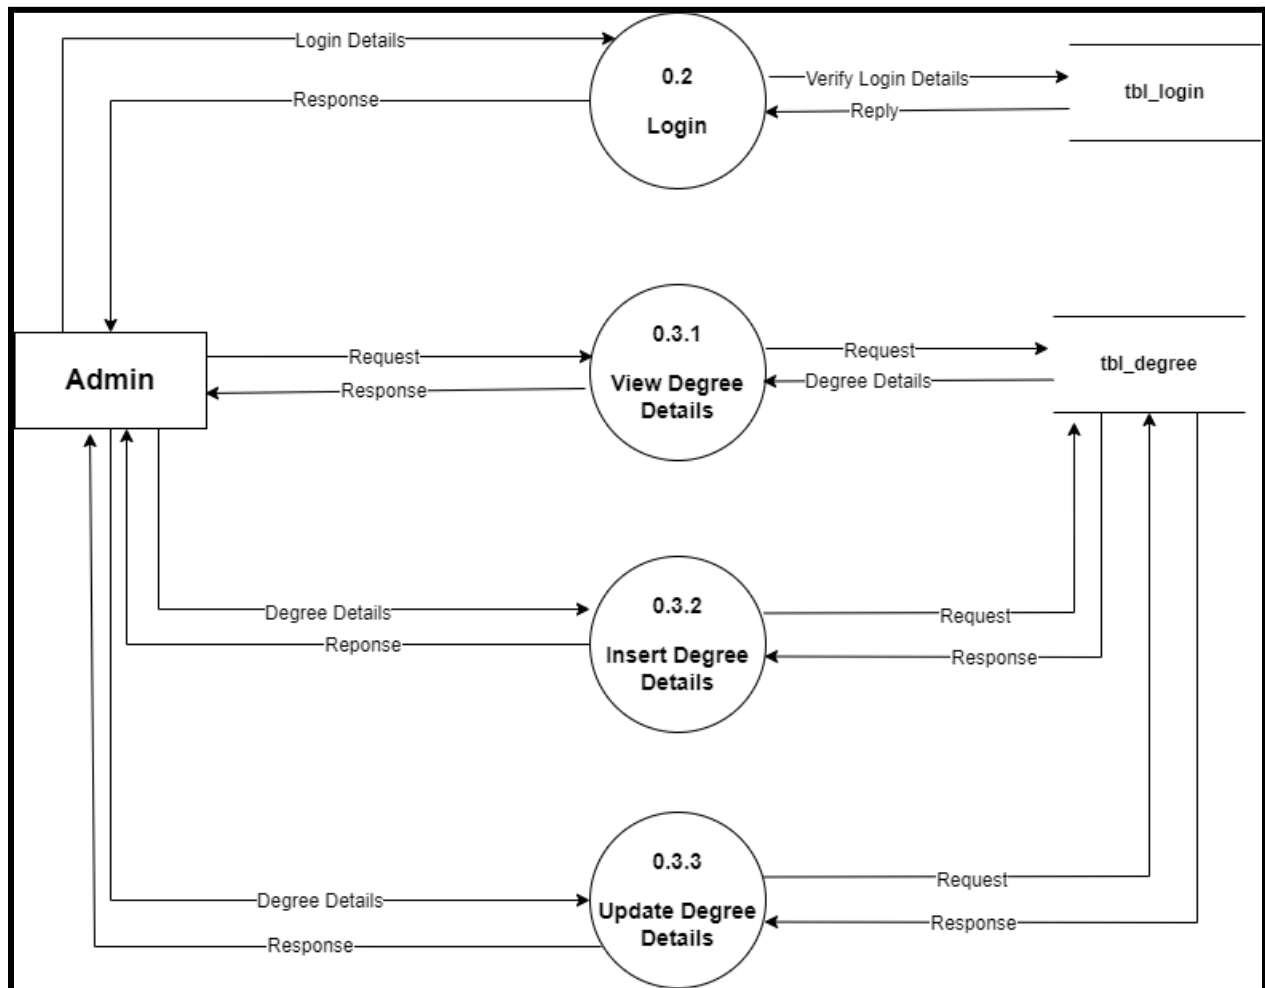 Login Details
0.2
Login
Verify Login Details
tbl_login
Response
Reply
Admin
Request
Response
0.3.1
View Degree
Details
Request
Degree Details
tbl_degree
Degree Details
Reponse
0.3.2
Insert Degree
Details
Request
Response
Degree Details
Response
0.3.3
Update Degree
Details
Request
Response